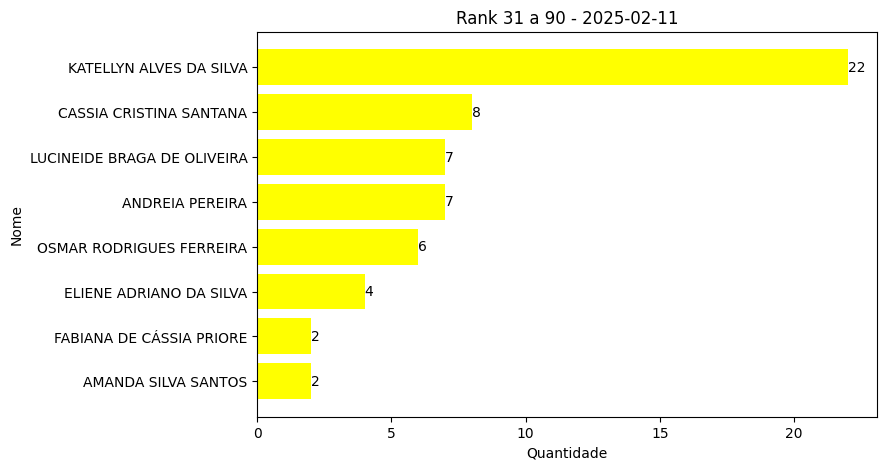 Rank 31 a 90 - 2025-02-11
Nome
KATELLYN ALVES DA SILVA 22
CASSIA CRISTINA SANTANA 8
LUCINEIDE BRAGA DE OLIVEIRA 7
ANDREIA PEREIRA 7
OSMAR RODRIGUES FERREIRA 6
ELIENE ADRIANO DA SILVA 4
FABIANA DE CÁSSIA PRIORE 2
AMANDA SILVA SANTOS 2
0 5 10 15 20
Quantidade